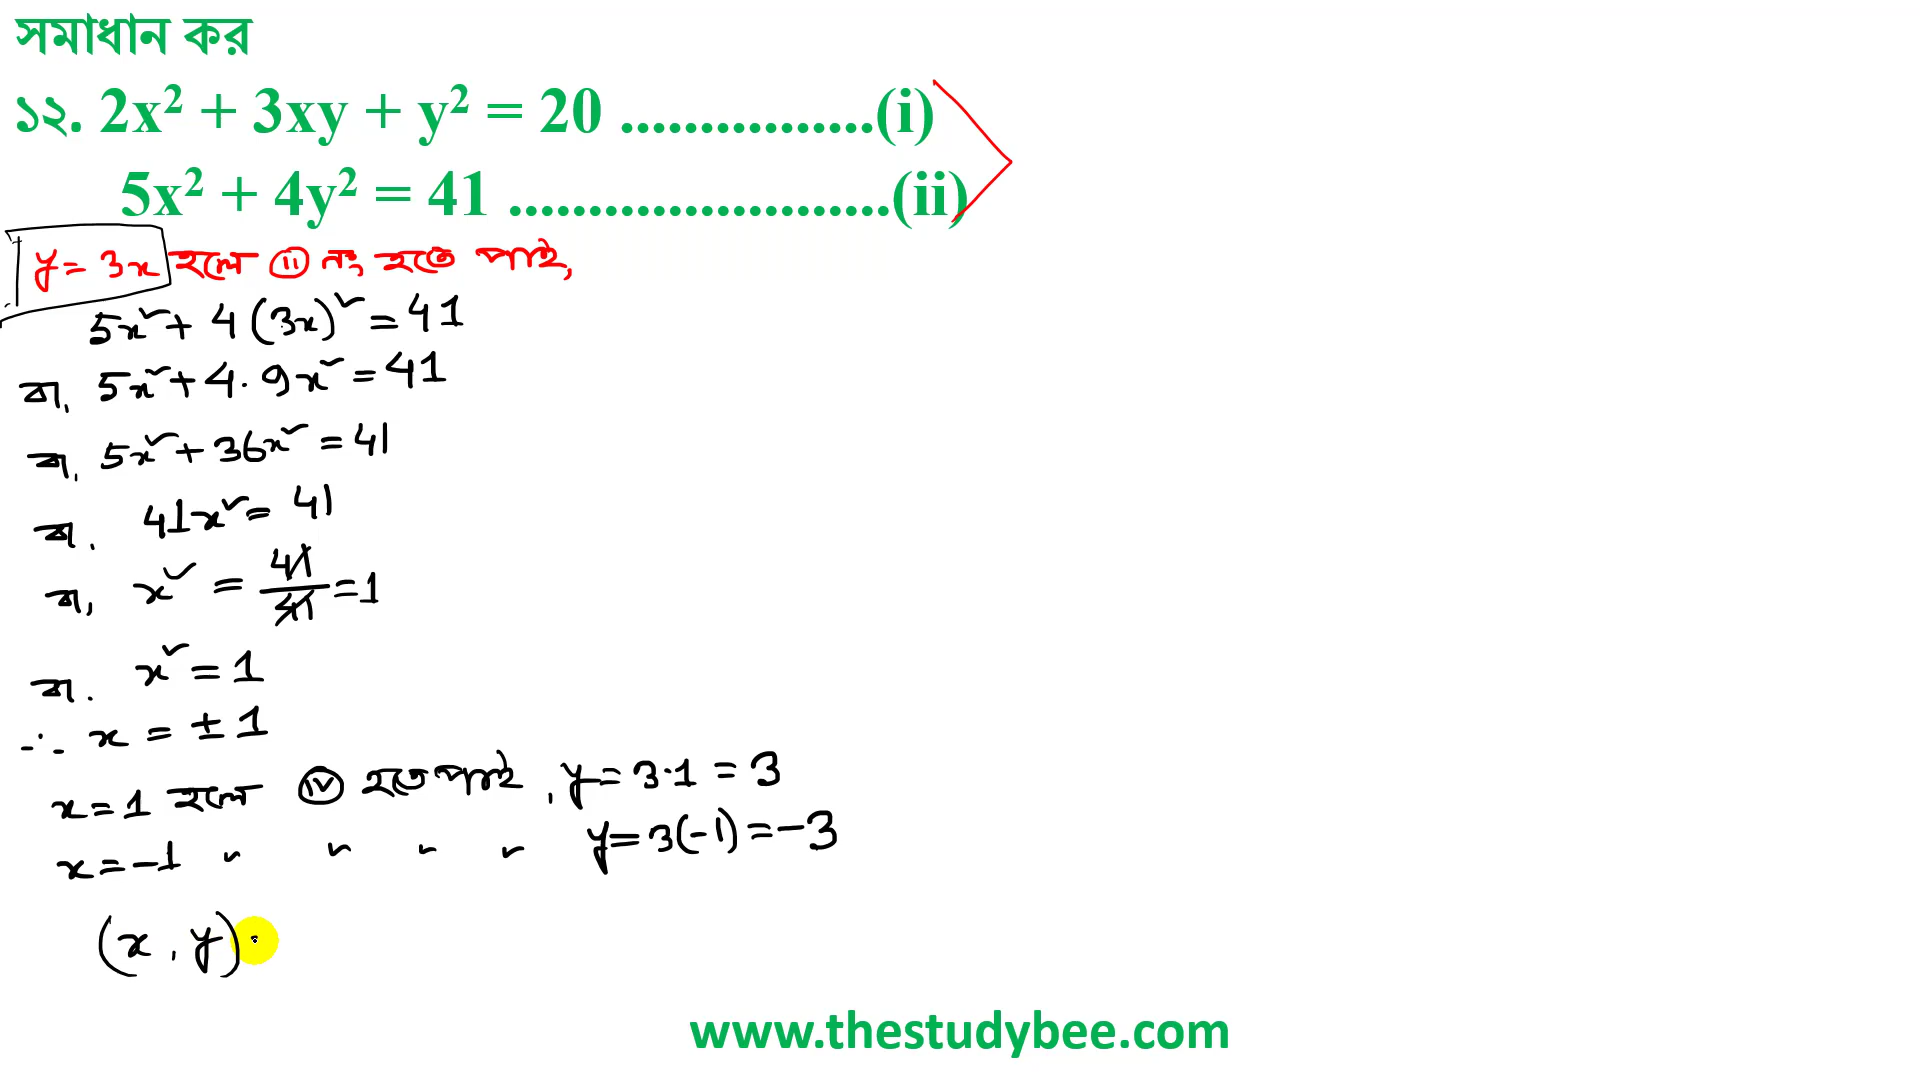 সমাধান কর
১২. 2x² + 3xy + y² = 20 ................(i)
5x² + 4y² = 41 ........................(ii)
y = 3x হলে (ii) নং হতে পাই,
5x² + 4(3x)² = 41
বা, 5x² + 4. 9x² = 41
বা, 5x² + 36x² = 41
বা, 41x² = 41
বা, x² = 41/41 = 1
বা, x² = 1
∴ x = ± 1
x = 1 হলে (iv) হতে পাই, y = 3·1 = 3
x = -1 " " " " y = 3(-1) = -3
(x, y)
www.thestudybee.com